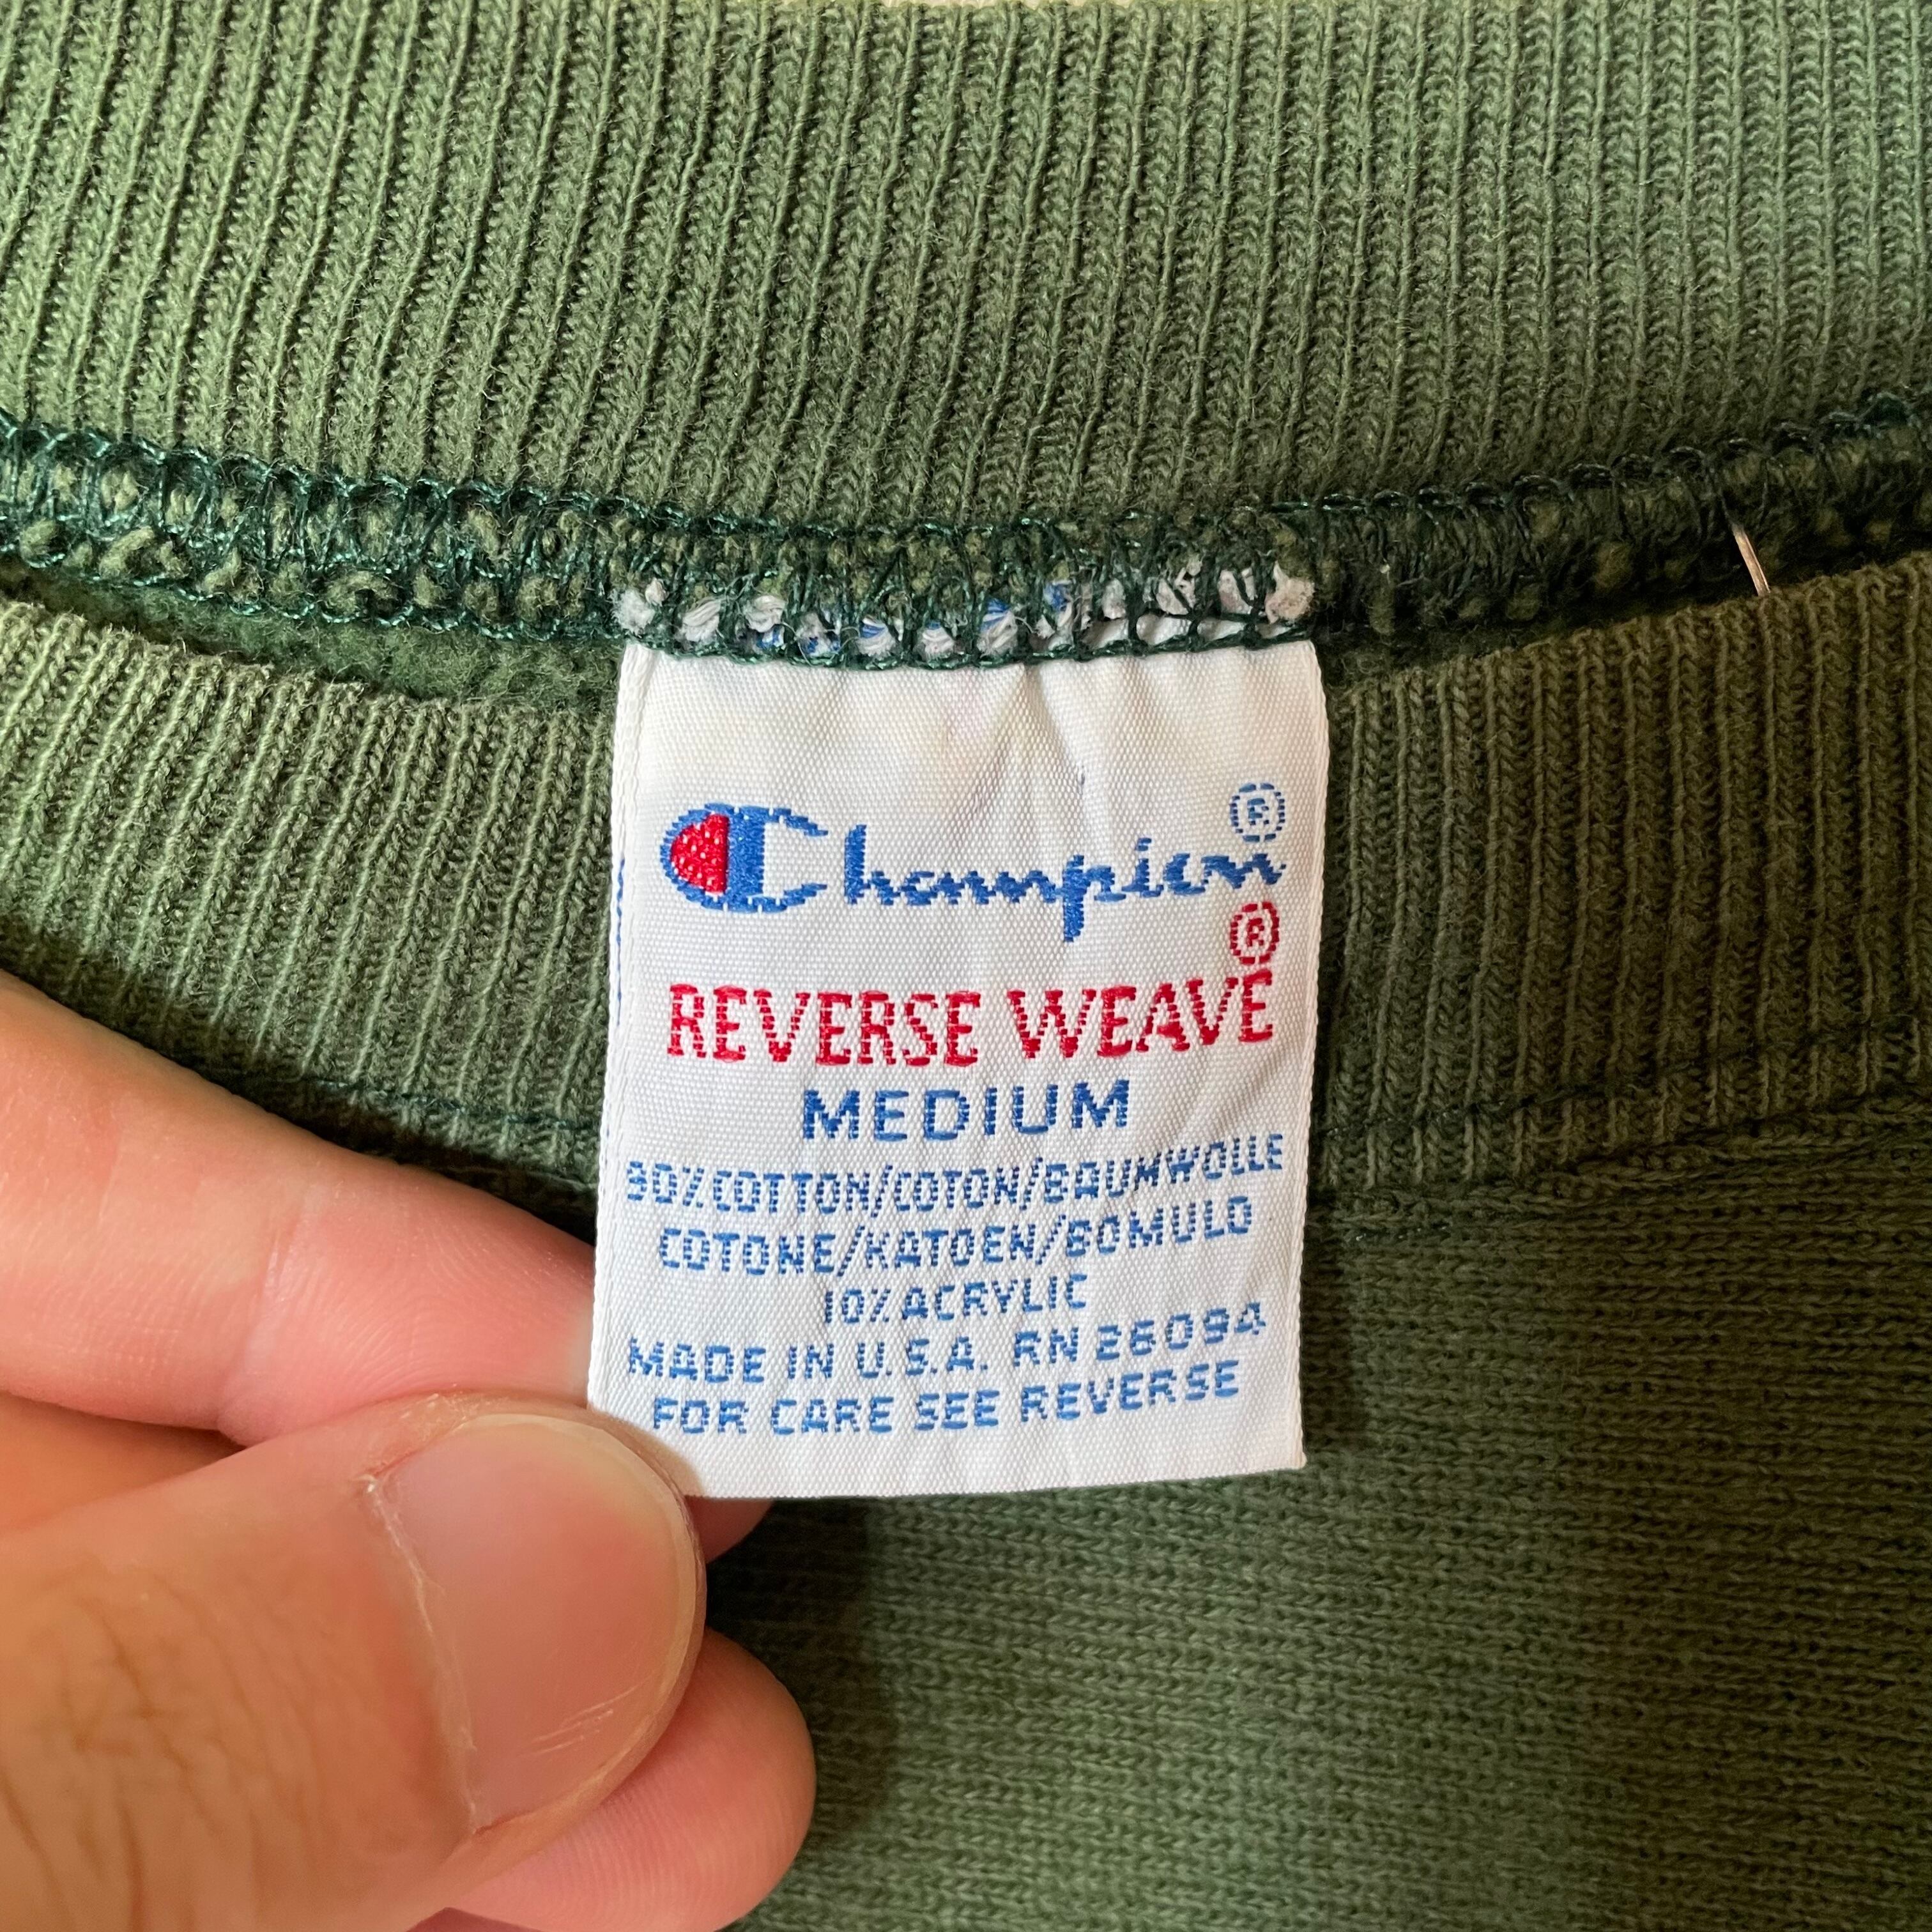 Champion®
REVERSE WEAVE®
MEDIUM
90% COTTON/COTON/BAUMWOLLE
COTONE/KATOEN/BOMULD
10% ACRYLIC
MADE IN U.S.A. RN 26094
FOR CARE SEE REVERSE